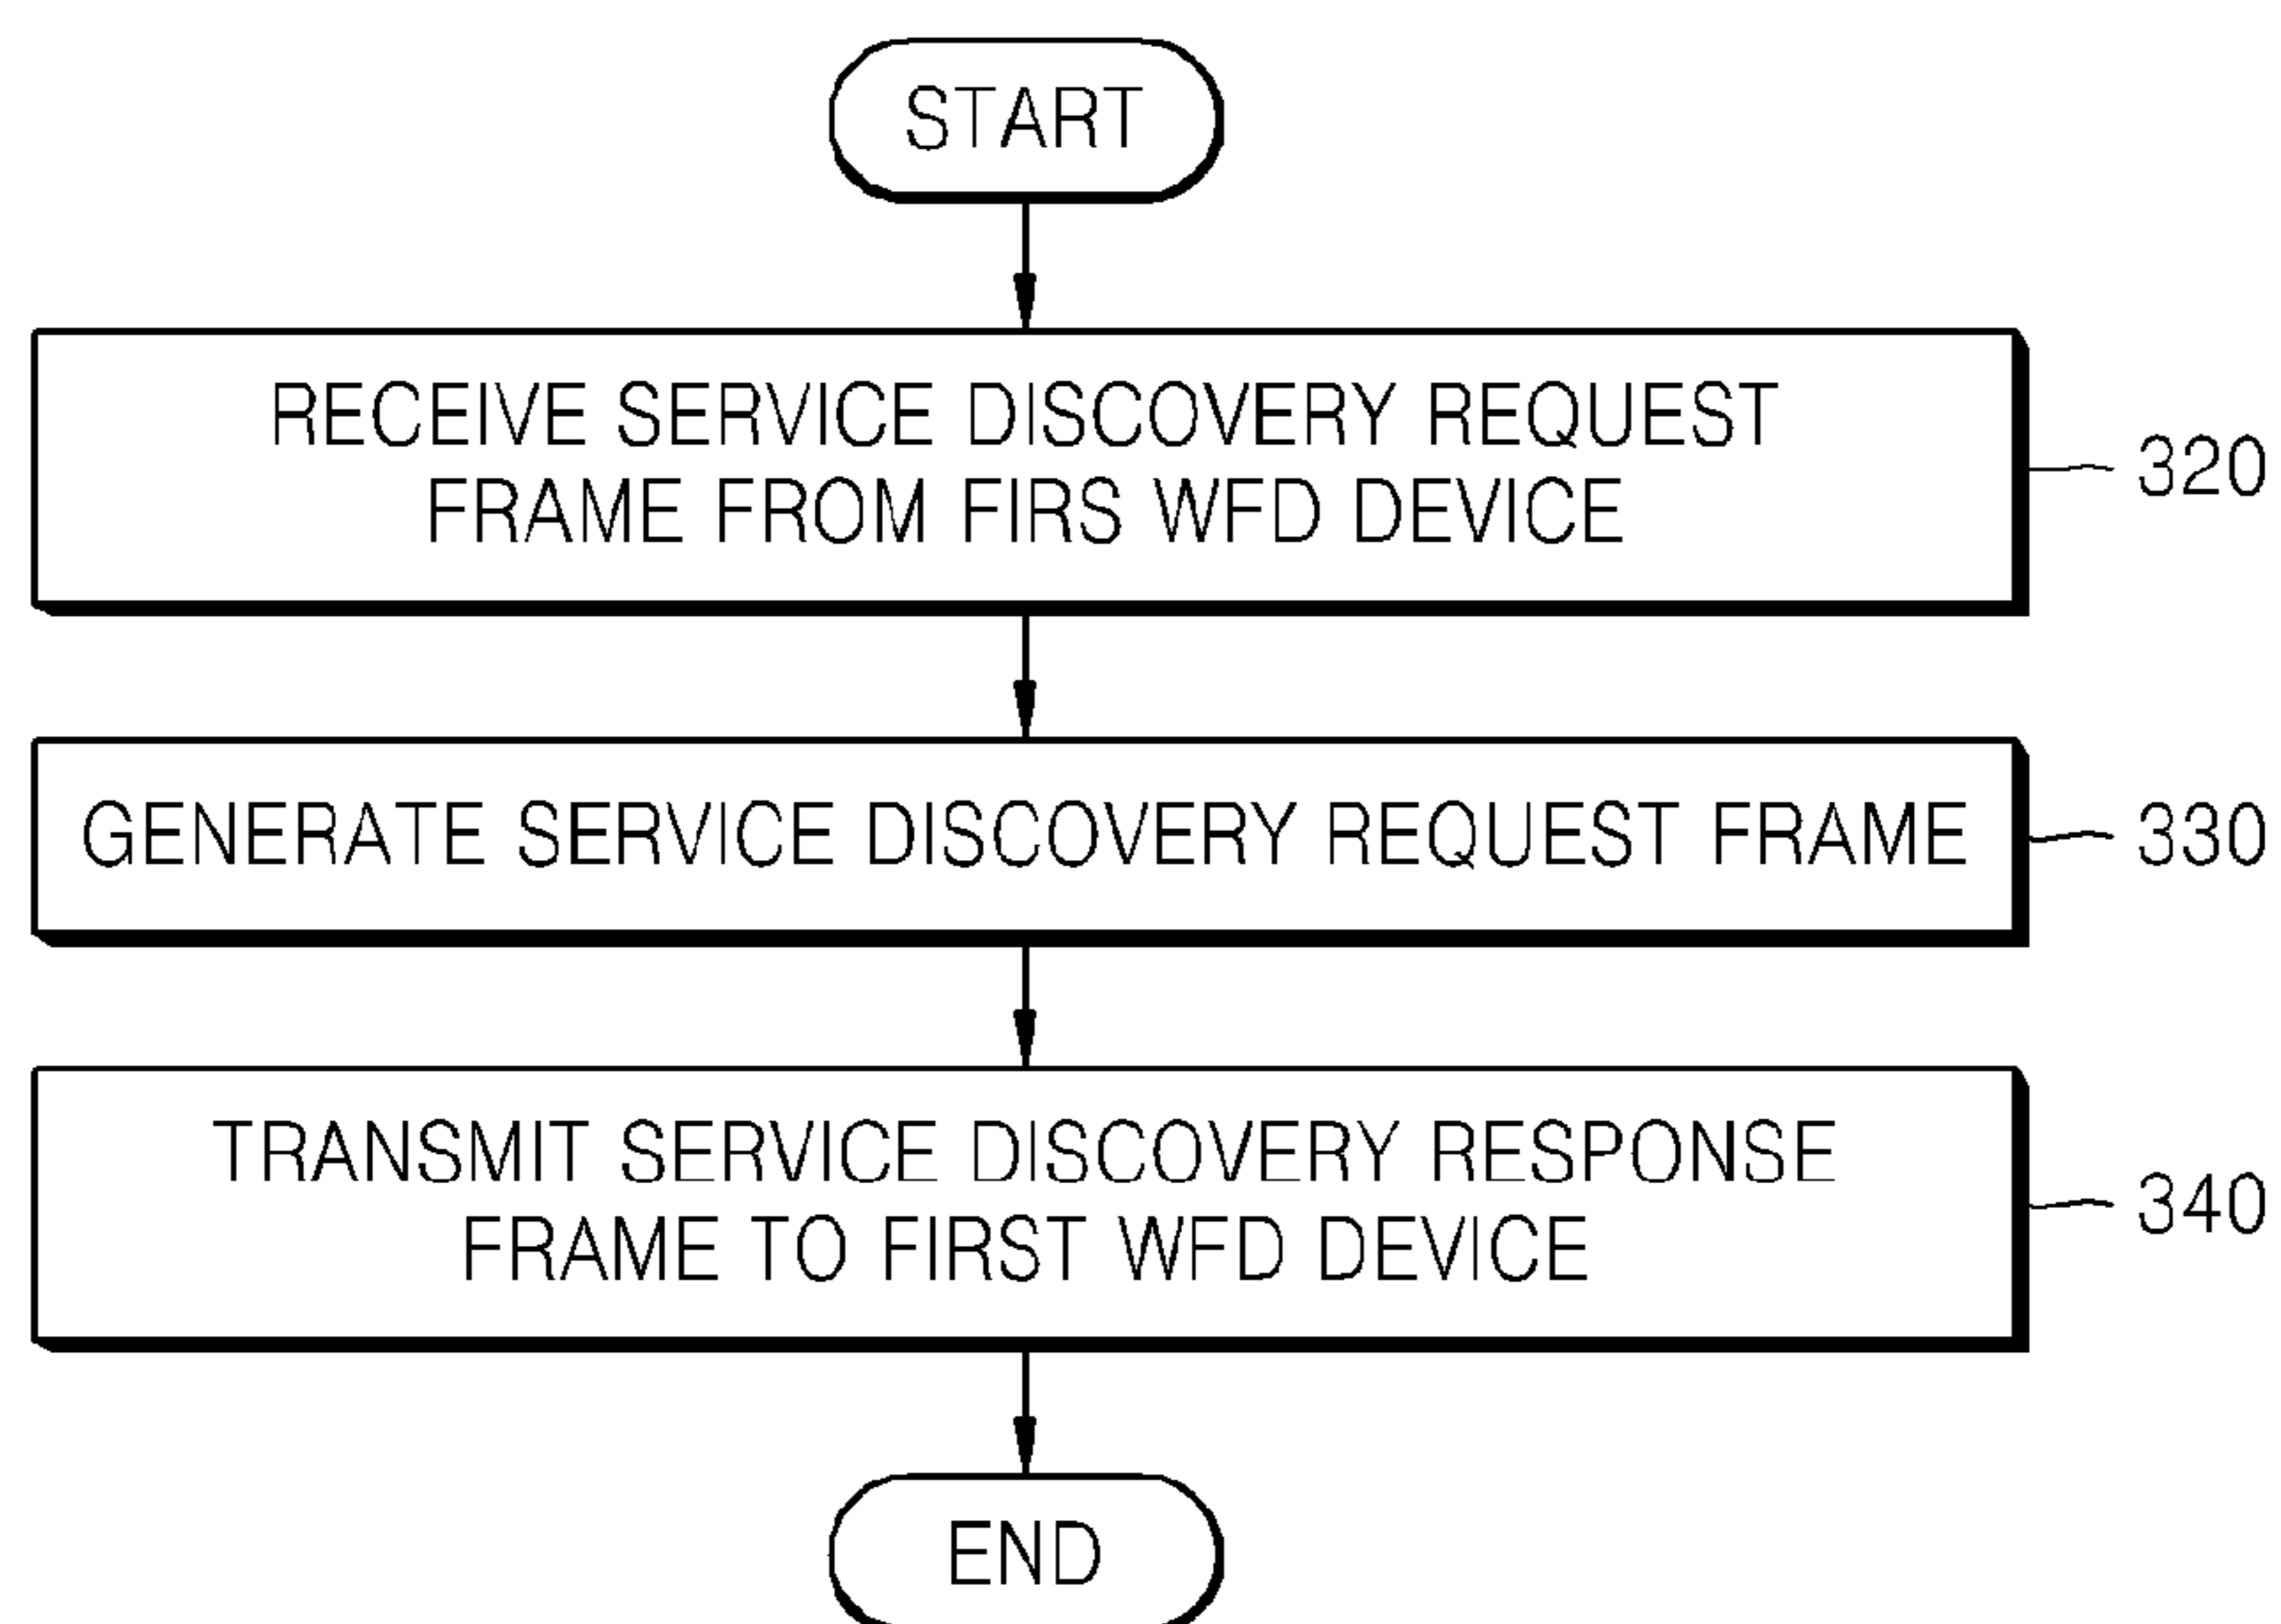 START
RECEIVE SERVICE DISCOVERY REQUEST
FRAME FROM FIRS WFD DEVICE
320
GENERATE SERVICE DISCOVERY REQUEST FRAME
330
TRANSMIT SERVICE DISCOVERY RESPONSE
FRAME TO FIRST WFD DEVICE
340
END